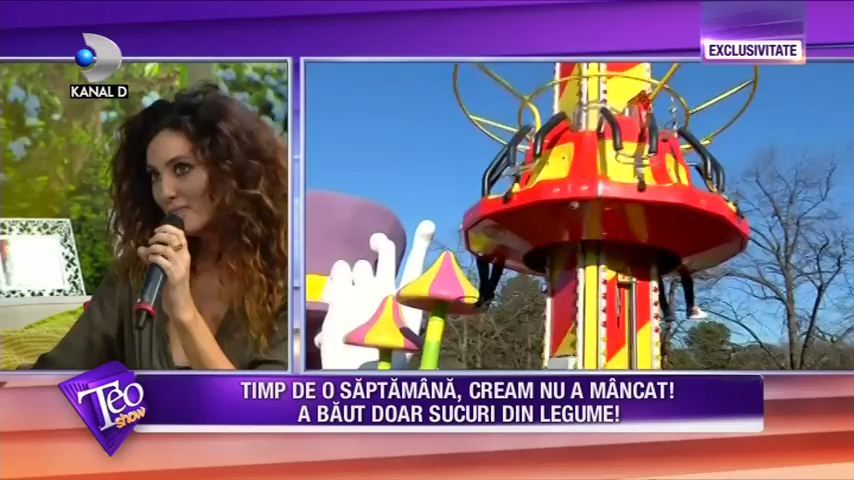 EXCLUSIVITATE
KANAL D
TIMP DE O SĂPTĂMÂNĂ, CREAM NU A MÂNCAT!
A BĂUT DOAR SUCURI DIN LEGUME!
Teo
show